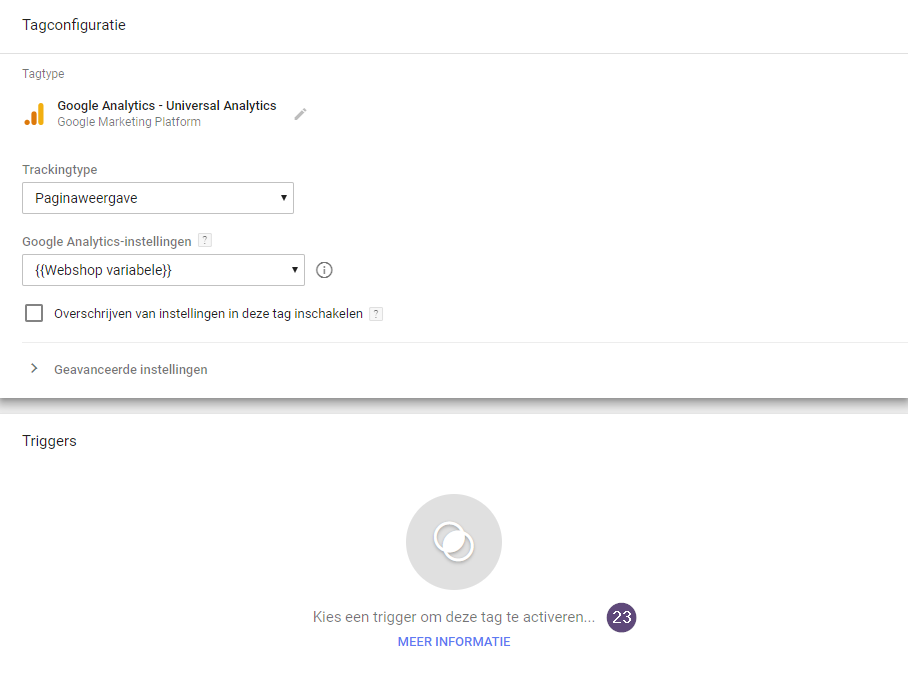 Tagconfiguratie
Tagtype
Google Analytics - Universal Analytics
Google Marketing Platform
Trackingtype
Paginaweergave
Google Analytics-instellingen ?
{{Webshop variabele}}
Overschrijven van instellingen in deze tag inschakelen ?
Geavanceerde instellingen
Triggers
Kies een trigger om deze tag te activeren... 23
MEER INFORMATIE